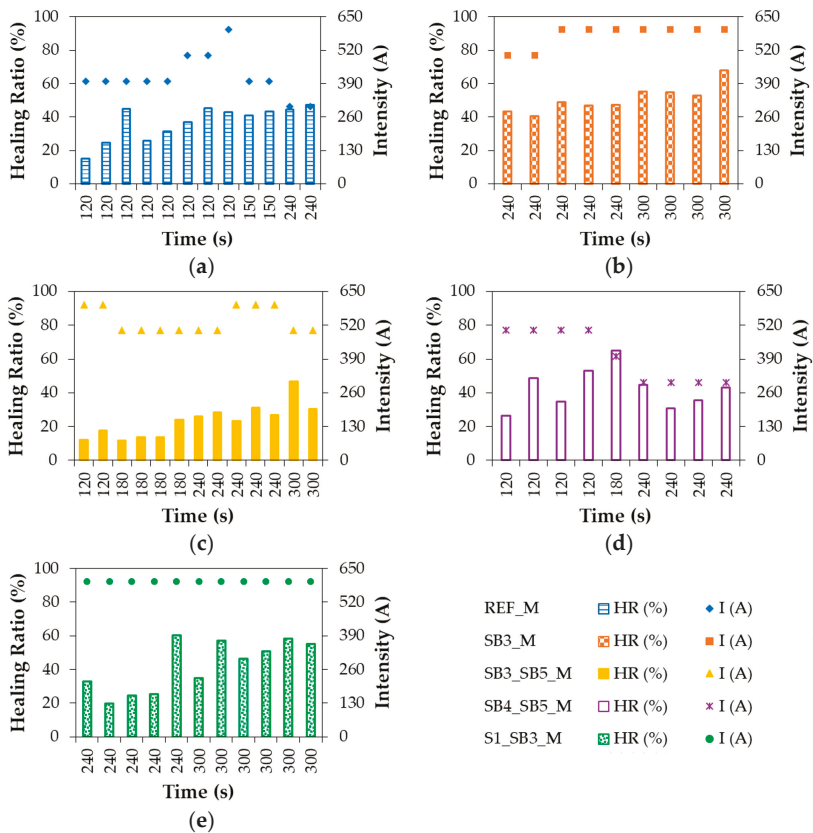 Healing Ratio (%)
100
80
60
40
20
0
650
520
390
260
130
0
Intensity (A)
120 120 120 120 120 120 120 120 150 150 240 240
Time (s)
(a)
Healing Ratio (%)
100
80
60
40
20
0
650
520
390
260
130
0
Intensity (A)
240 240 240 240 240 300 300 300 300
Time (s)
(b)
Healing Ratio (%)
100
80
60
40
20
0
650
520
390
260
130
0
Intensity (A)
120 120 180 180 180 180 240 240 240 240 240 300 300
Time (s)
(c)
Healing Ratio (%)
100
80
60
40
20
0
650
520
390
260
130
0
Intensity (A)
120 120 120 120 180 240 240 240 240
Time (s)
(d)
Healing Ratio (%)
100
80
60
40
20
0
650
520
390
260
130
0
Intensity (A)
240 240 240 240 240 300 300 300 300 300 300
Time (s)
(e)
REF_M HR (%) I (A)
SB3_M HR (%) I (A)
SB3_SB5_M HR (%) I (A)
SB4_SB5_M HR (%) I (A)
S1_SB3_M HR (%) I (A)